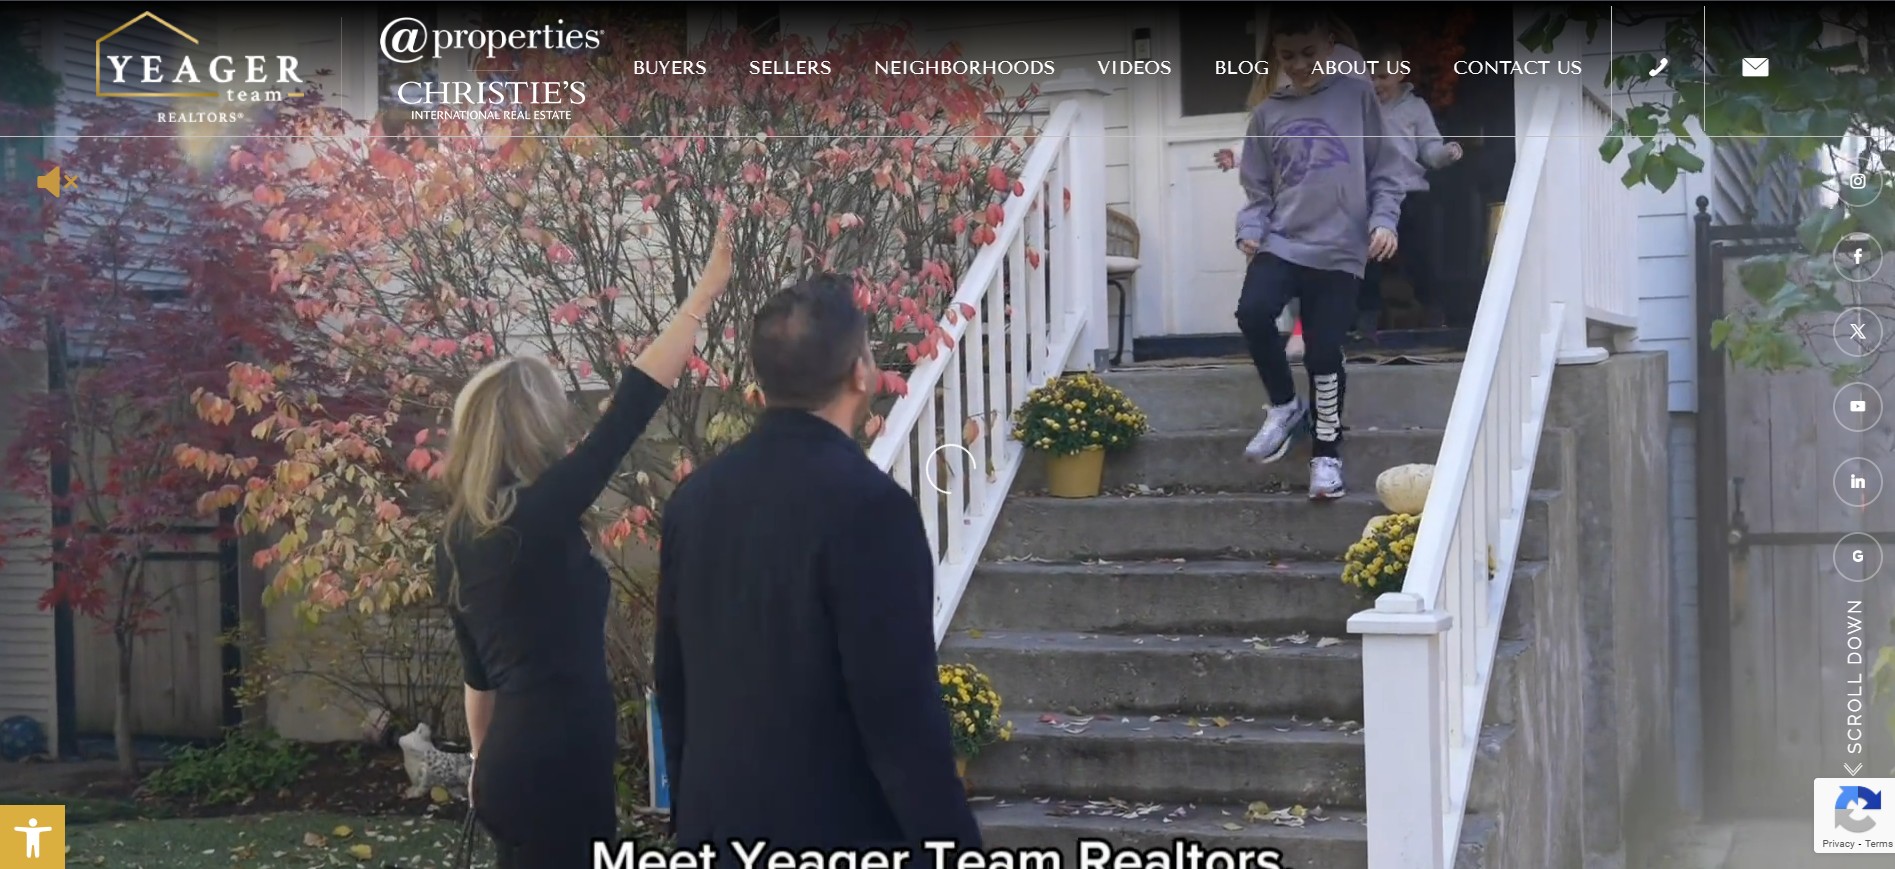 YEAGER
team
REALTORS®
@properties®
CHRISTIE'S
INTERNATIONAL REAL ESTATE
BUYERS
SELLERS
NEIGHBORHOODS
VIDEOS
BLOG
ABOUT US
CONTACT US
SCROLL DOWN
Meet Yeager Team Realtors.
Privacy - Terms